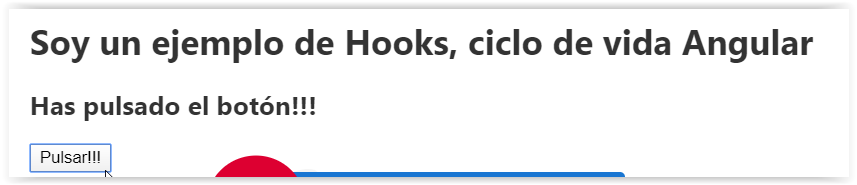 Soy un ejemplo de Hooks, ciclo de vida Angular
Has pulsado el botón!!!
Pulsar!!!